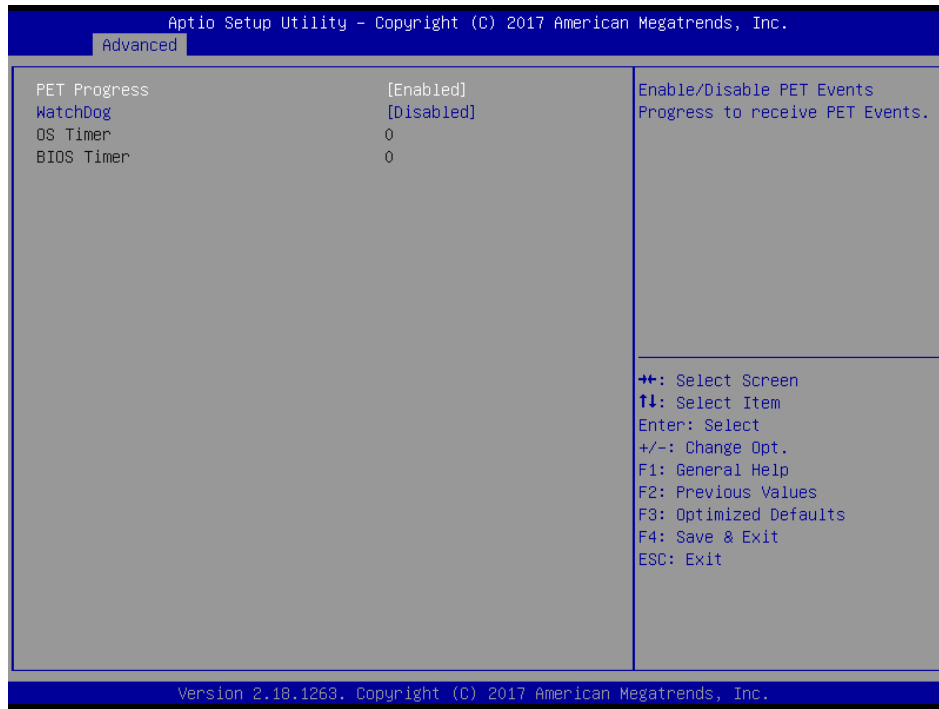 Aptio Setup Utility – Copyright (C) 2017 American Megatrends, Inc.
Advanced
PET Progress [Enabled]
WatchDog [Disabled]
OS Timer 0
BIOS Timer 0
Enable/Disable PET Events
Progress to receive PET Events.
→←: Select Screen
↑↓: Select Item
Enter: Select
+/-: Change Opt.
F1: General Help
F2: Previous Values
F3: Optimized Defaults
F4: Save & Exit
ESC: Exit
Version 2.18.1263. Copyright (C) 2017 American Megatrends, Inc.